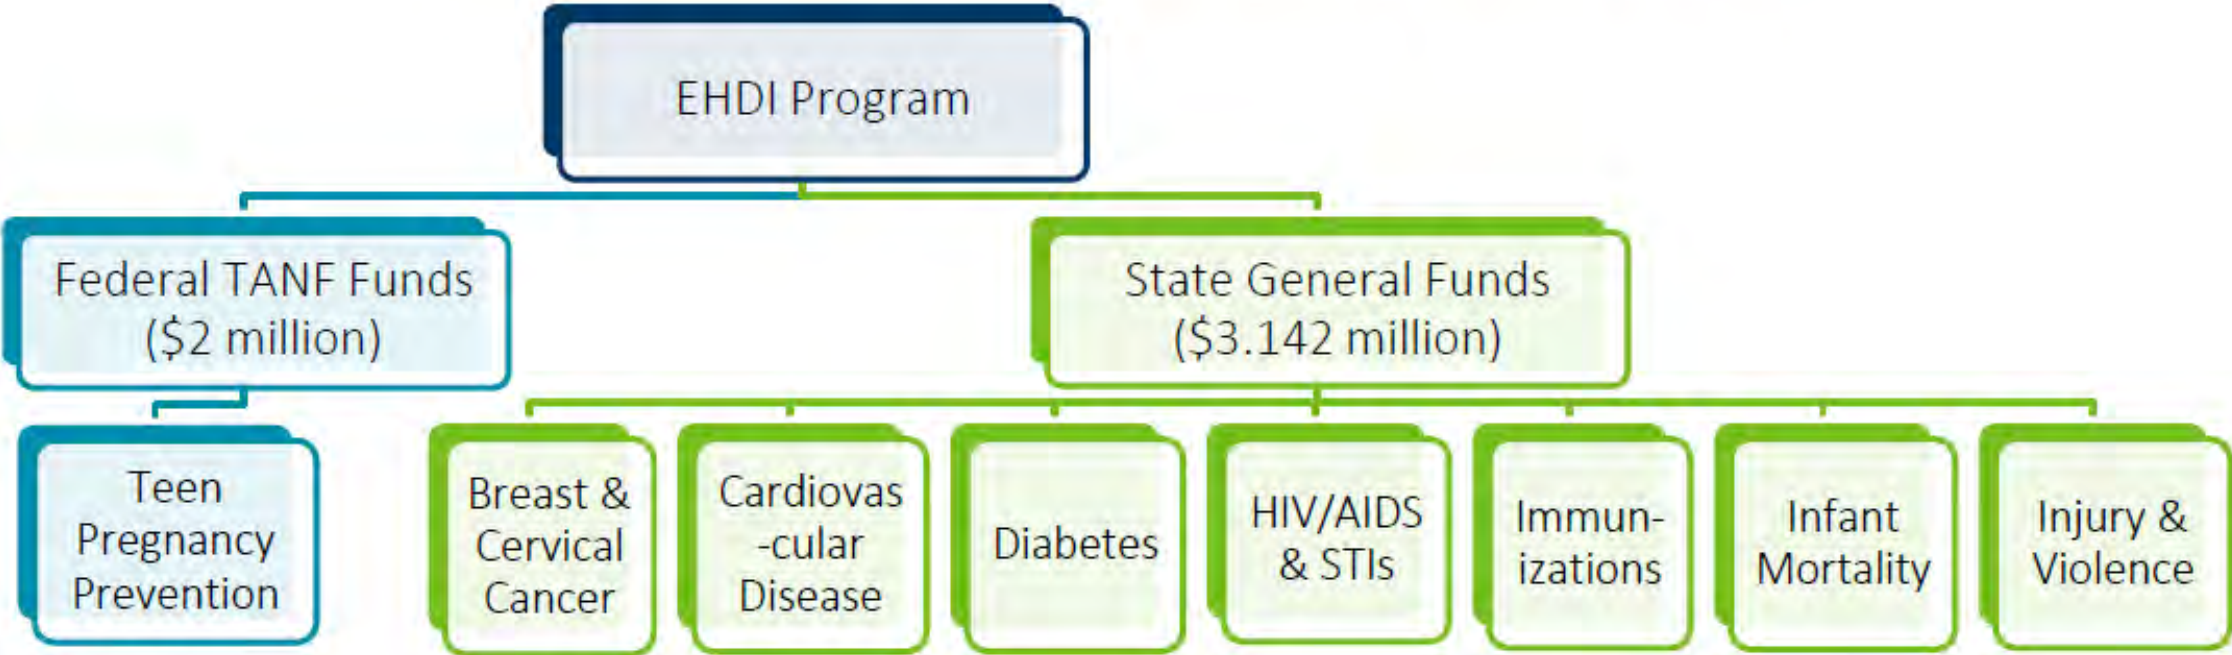 EHDI Program
Federal TANF Funds
($2 million)
State General Funds
($3.142 million)
Teen
Pregnancy
Prevention
Breast &
Cervical
Cancer
Cardiovas
-cular
Disease
Diabetes
HIV/AIDS
& STIs
Immun-
izations
Infant
Mortality
Injury &
Violence